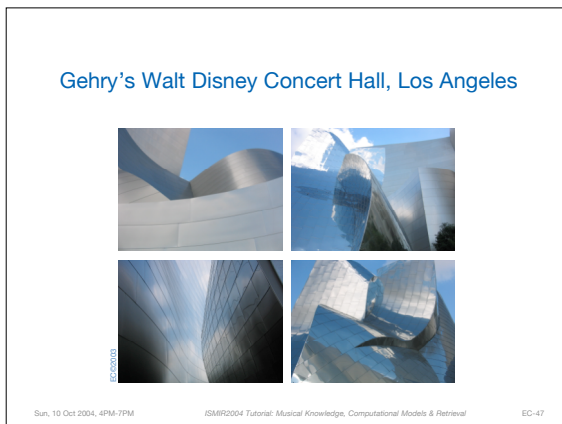 Gehry's Walt Disney Concert Hall, Los Angeles
EC©2003
Sun, 10 Oct 2004, 4PM-7PM
ISMIR2004 Tutorial: Musical Knowledge, Computational Models & Retrieval
EC-47